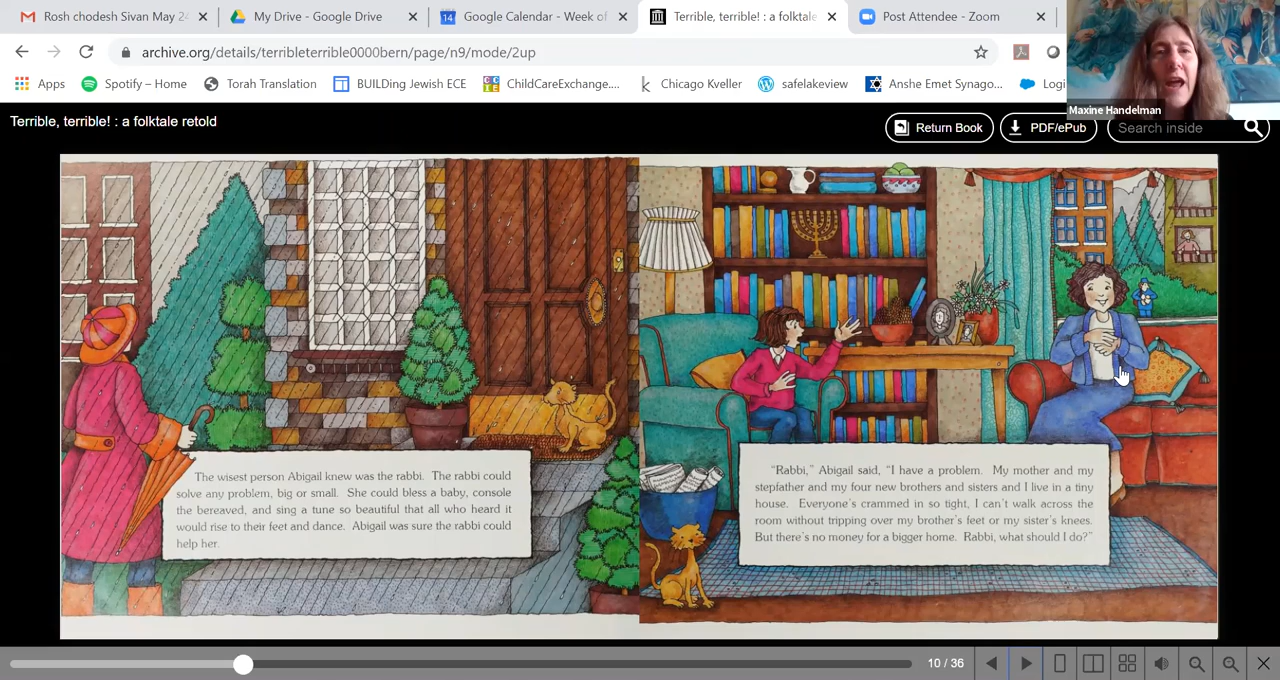 Rosh chodesh Sivan May 24
My Drive - Google Drive
14
Google Calendar - Week of
Terrible, terrible! : a folktale
Post Attendee - Zoom
archive.org/details/terribleterrible0000bern/page/n9/mode/2up
Apps
Spotify – Home
Torah Translation
BUILDing Jewish ECE
ChildCareExchange....
Chicago Kveller
safelakeview
Anshe Emet Synago...
Logi
Maxine Handelman
Terrible, terrible! : a folktale retold
Return Book
PDF/ePub
Search inside
The wisest person Abigail knew was the rabbi. The rabbi could
solve any problem, big or small. She could bless a baby, console
the bereaved, and sing a tune so beautiful that all who heard it
would rise to their feet and dance. Abigail was sure the rabbi could
help her.
“Rabbi,” Abigail said, “I have a problem. My mother and my
stepfather and my four new brothers and sisters and I live in a tiny
house. Everyone's crammed in so tight, I can't walk across the
room without tripping over my brother's feet or my sister's knees.
But there's no money for a bigger home. Rabbi, what should I do?”
10 / 36